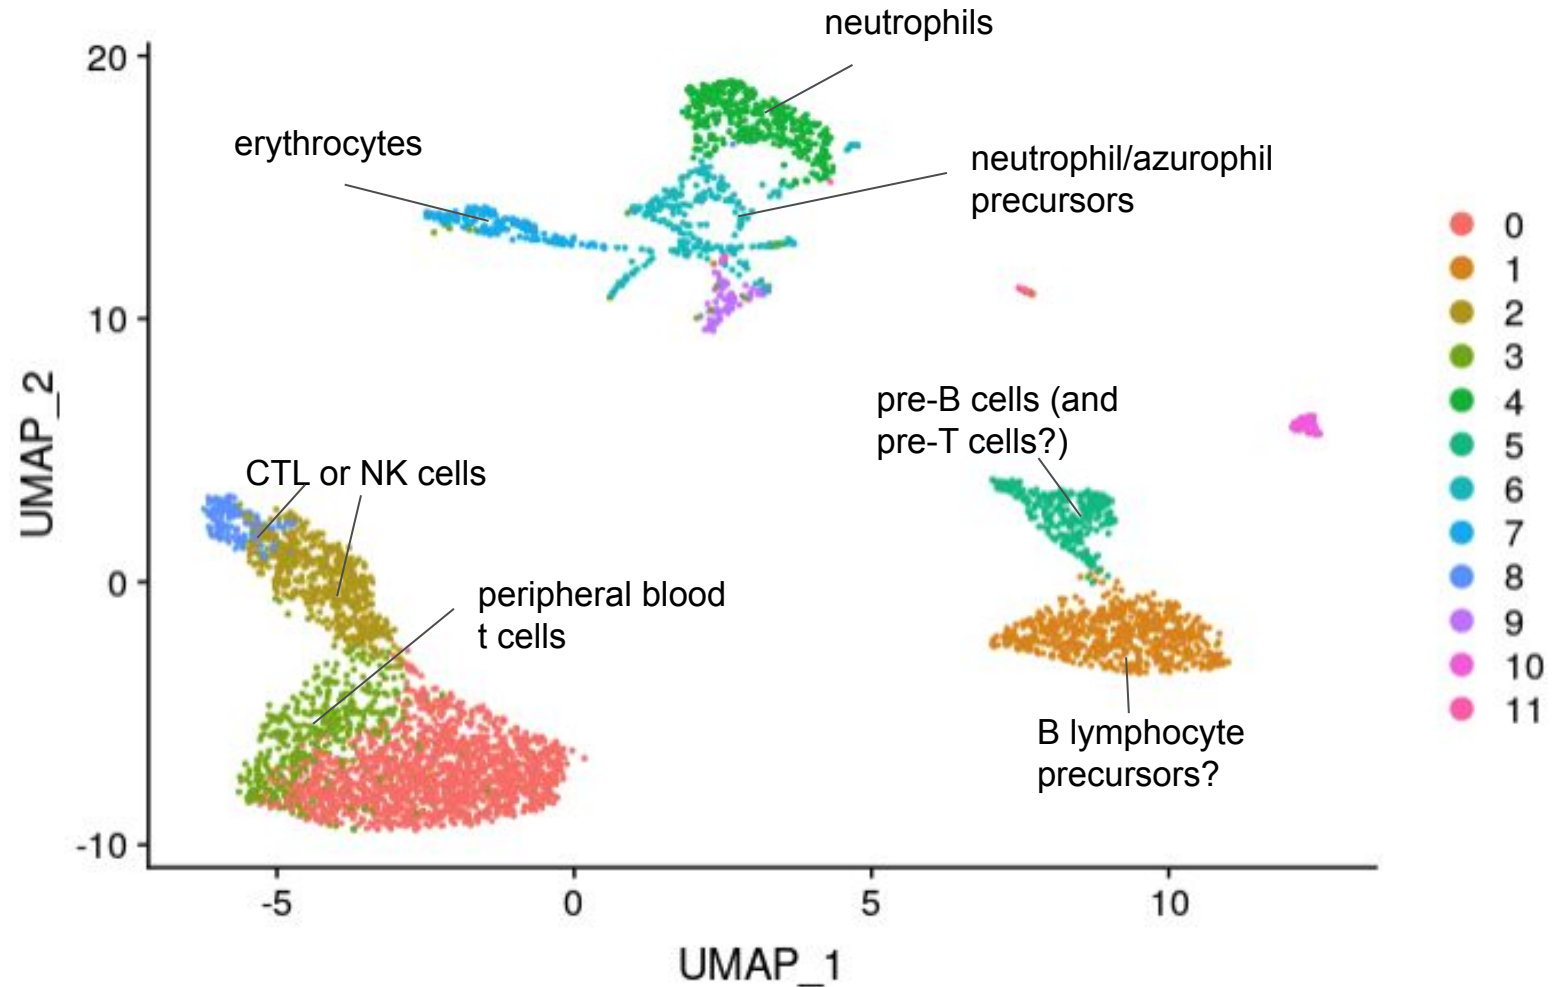 neutrophils
20
erythrocytes
neutrophil/azurophil
precursors
0
1
2
3
4
5
6
7
8
9
10
11
10
pre-B cells (and
pre-T cells?)
UMAP_2
CTL or NK cells
0
peripheral blood
t cells
B lymphocyte
precursors?
-10
-5
0
5
10
UMAP_1